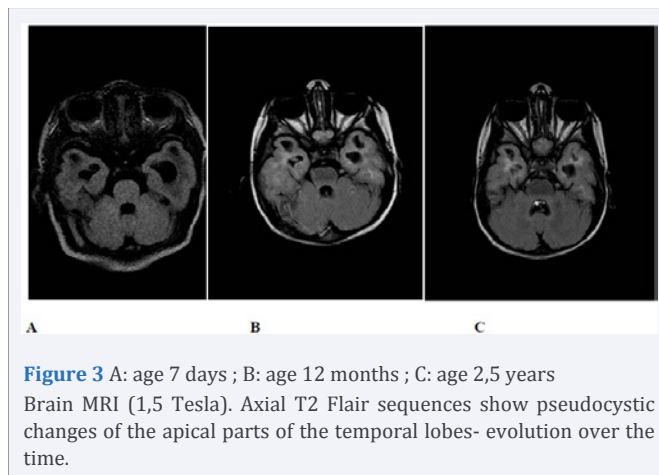 A B C
Figure 3 A: age 7 days ; B: age 12 months ; C: age 2,5 years
Brain MRI (1,5 Tesla). Axial T2 Flair sequences show pseudocystic
changes of the apical parts of the temporal lobes- evolution over the
time.